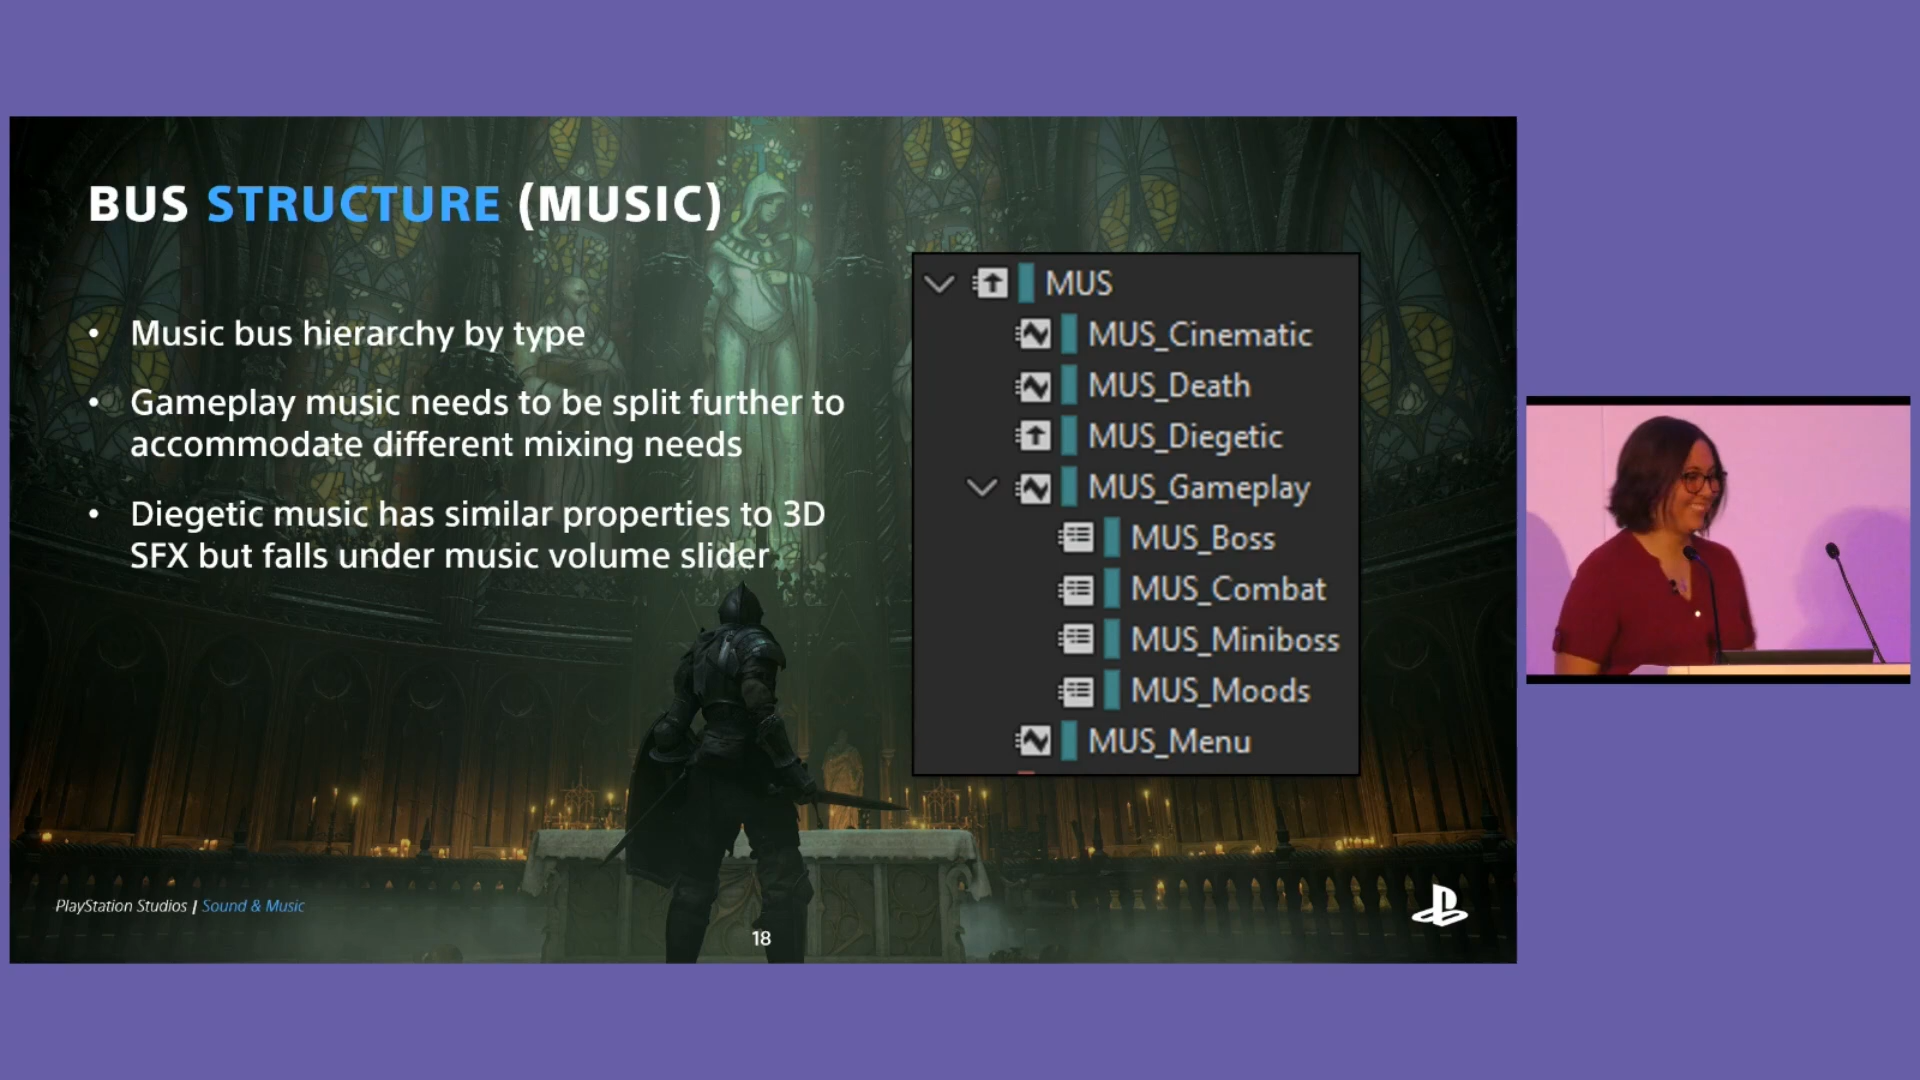 BUS STRUCTURE (MUSIC)
• Music bus hierarchy by type
• Gameplay music needs to be split further to
accommodate different mixing needs
• Diegetic music has similar properties to 3D
SFX but falls under music volume slider
MUS
MUS_Cinematic
MUS_Death
MUS_Diegetic
MUS_Gameplay
MUS_Boss
MUS_Combat
MUS_Miniboss
MUS_Moods
MUS_Menu
PlayStation Studios | Sound & Music
18